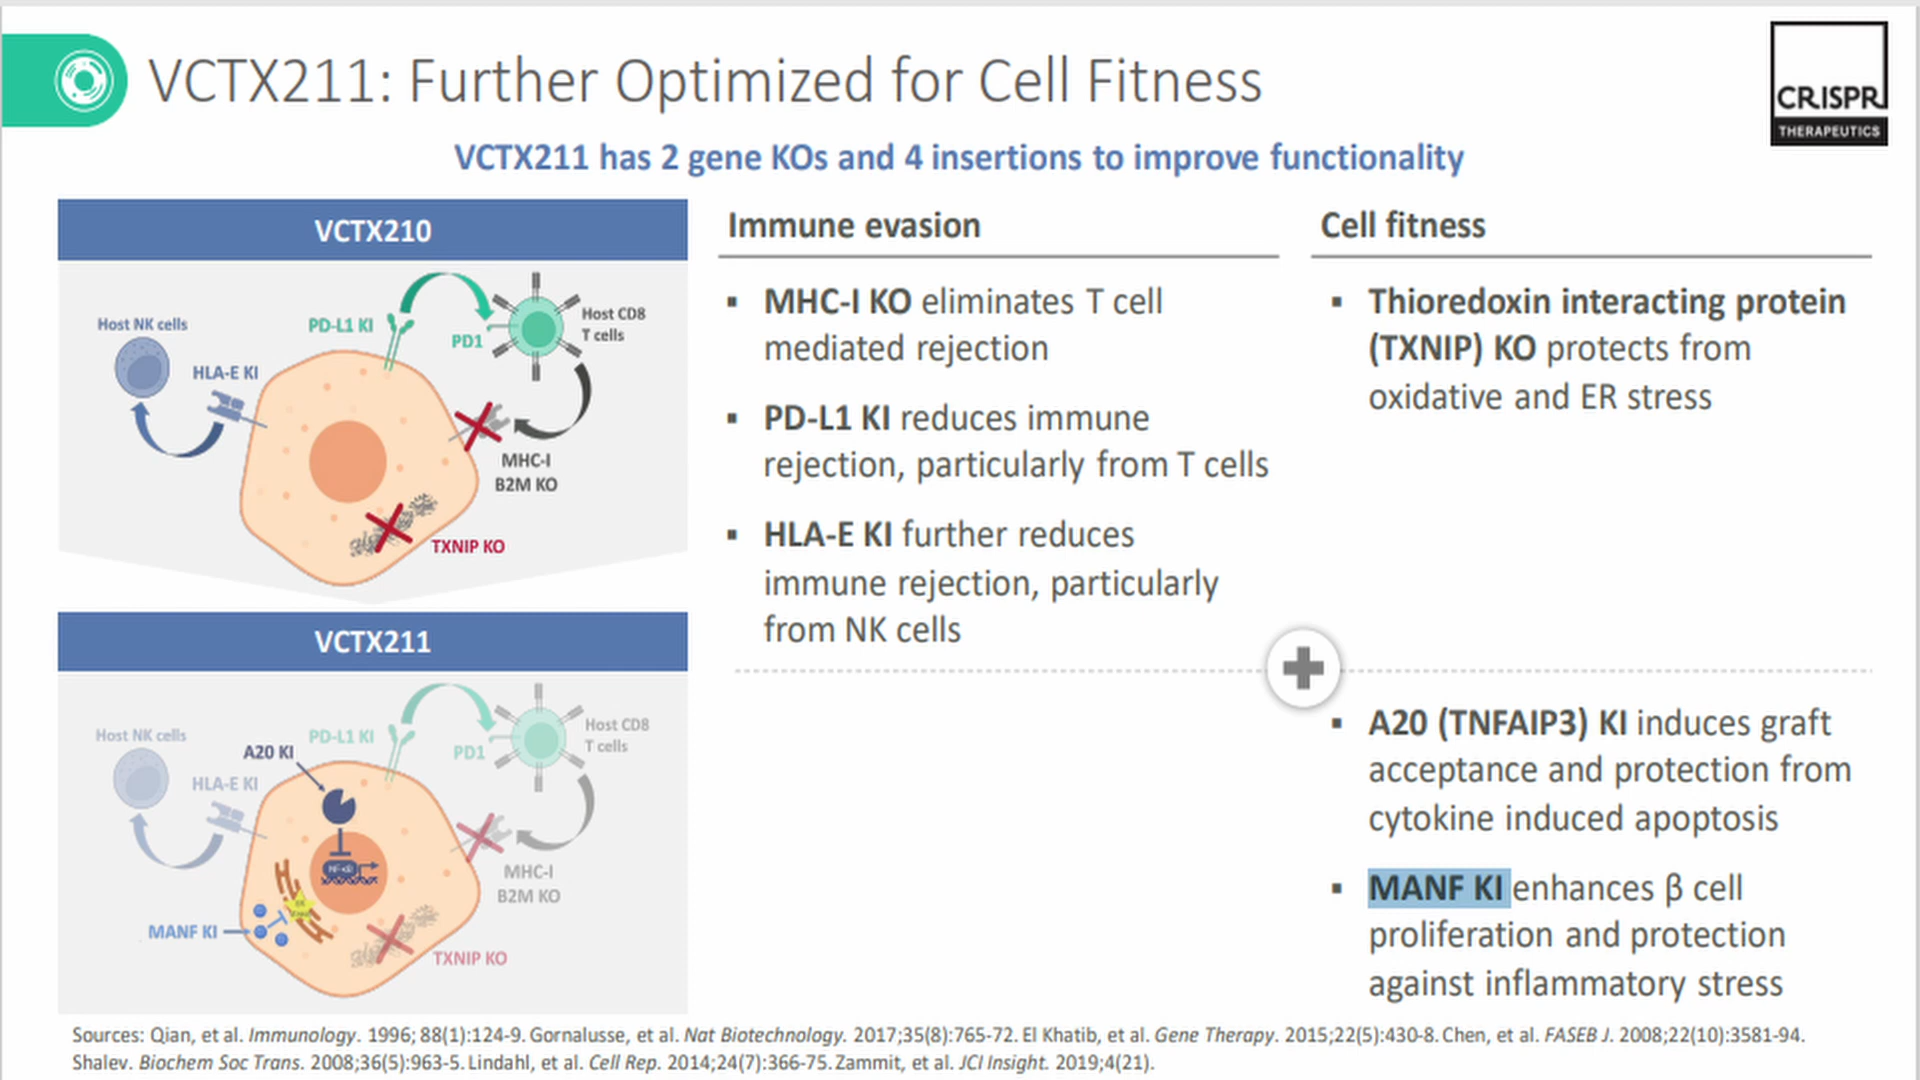 VCTX211: Further Optimized for Cell Fitness
CRISPR
THERAPEUTICS
VCTX211 has 2 gene KOs and 4 insertions to improve functionality
VCTX210
Host NK cells
HLA-E KI
PD-L1 KI
PD1
Host CD8
T cells
MHC-I
B2M KO
TXNIP KO
VCTX211
Host NK cells
A20 KI
HLA-E KI
PD-L1 KI
PD1
Host CD8
T cells
MHC-I
B2M KO
NF-κB
MANF KI
TXNIP KO
Immune evasion
▪ MHC-I KO eliminates T cell
mediated rejection
▪ PD-L1 KI reduces immune
rejection, particularly from T cells
▪ HLA-E KI further reduces
immune rejection, particularly
from NK cells
Cell fitness
▪ Thioredoxin interacting protein
(TXNIP) KO protects from
oxidative and ER stress
▪ A20 (TNFAIP3) KI induces graft
acceptance and protection from
cytokine induced apoptosis
▪ MANF KI enhances β cell
proliferation and protection
against inflammatory stress
Sources: Qian, et al. Immunology. 1996; 88(1):124-9. Gornalusse, et al. Nat Biotechnology. 2017;35(8):765-72. El Khatib, et al. Gene Therapy. 2015;22(5):430-8. Chen, et al. FASEB J. 2008;22(10):3581-94.
Shalev. Biochem Soc Trans. 2008;36(5):963-5. Lindahl, et al. Cell Rep. 2014;24(7):366-75. Zammit, et al. JCI Insight. 2019;4(21).